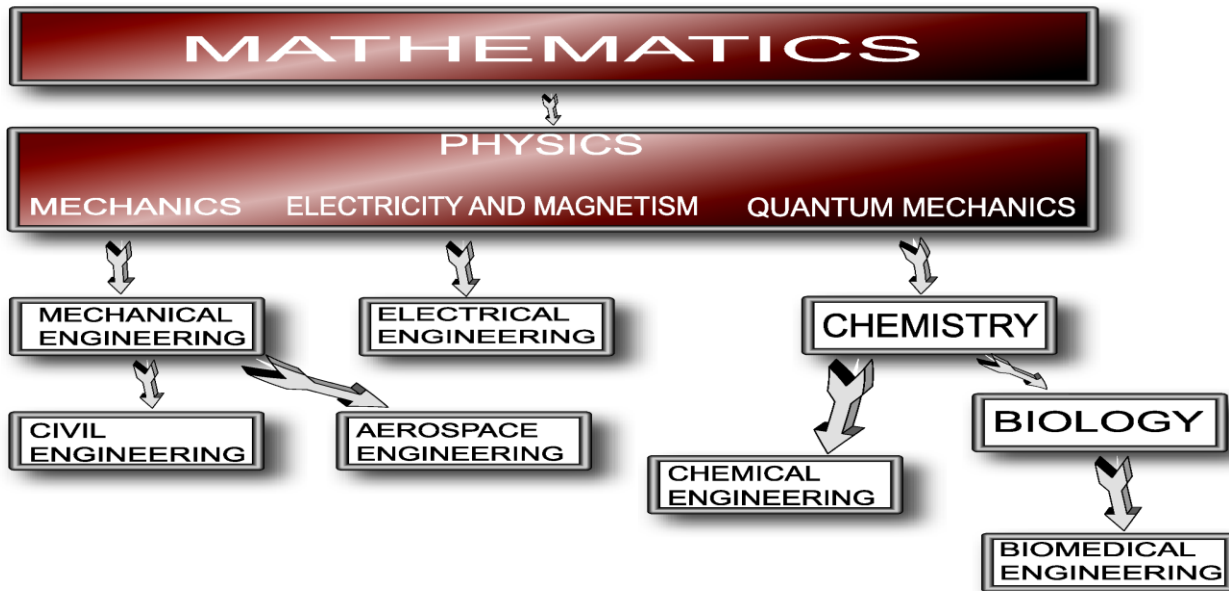 MATHEMATICS
PHYSICS
MECHANICS ELECTRICITY AND MAGNETISM QUANTUM MECHANICS
MECHANICAL
ENGINEERING
ELECTRICAL
ENGINEERING
CHEMISTRY
CIVIL
ENGINEERING
AEROSPACE
ENGINEERING
BIOLOGY
CHEMICAL
ENGINEERING
BIOMEDICAL
ENGINEERING